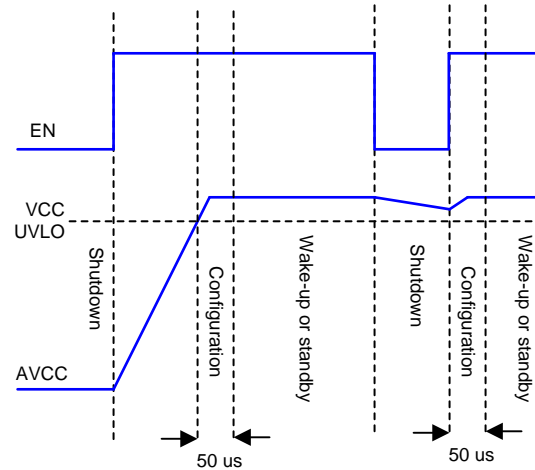 EN
VCC
UVLO
Shutdown
Configuration
Wake-up or standby
Shutdown
Configuration
Wake-up or standby
AVCC
50 us
50 us